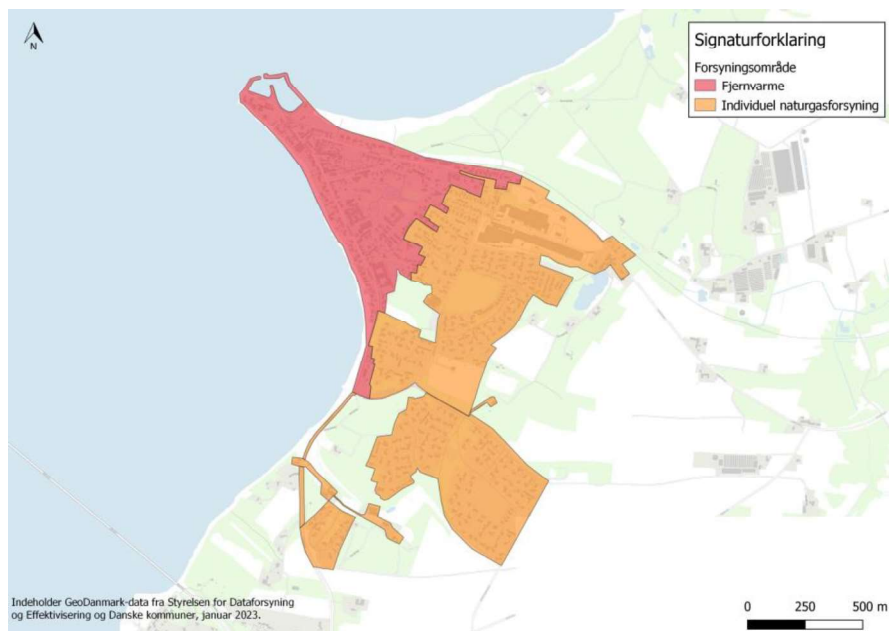 N
Signaturforklaring
Forsyningsområde
Fjernvarme
Individuel naturgasforsyning
Indeholder GeoDanmark-data fra Styrelsen for Dataforsyning
og Effektivisering og Danske kommuner, januar 2023.
0 250 500 m